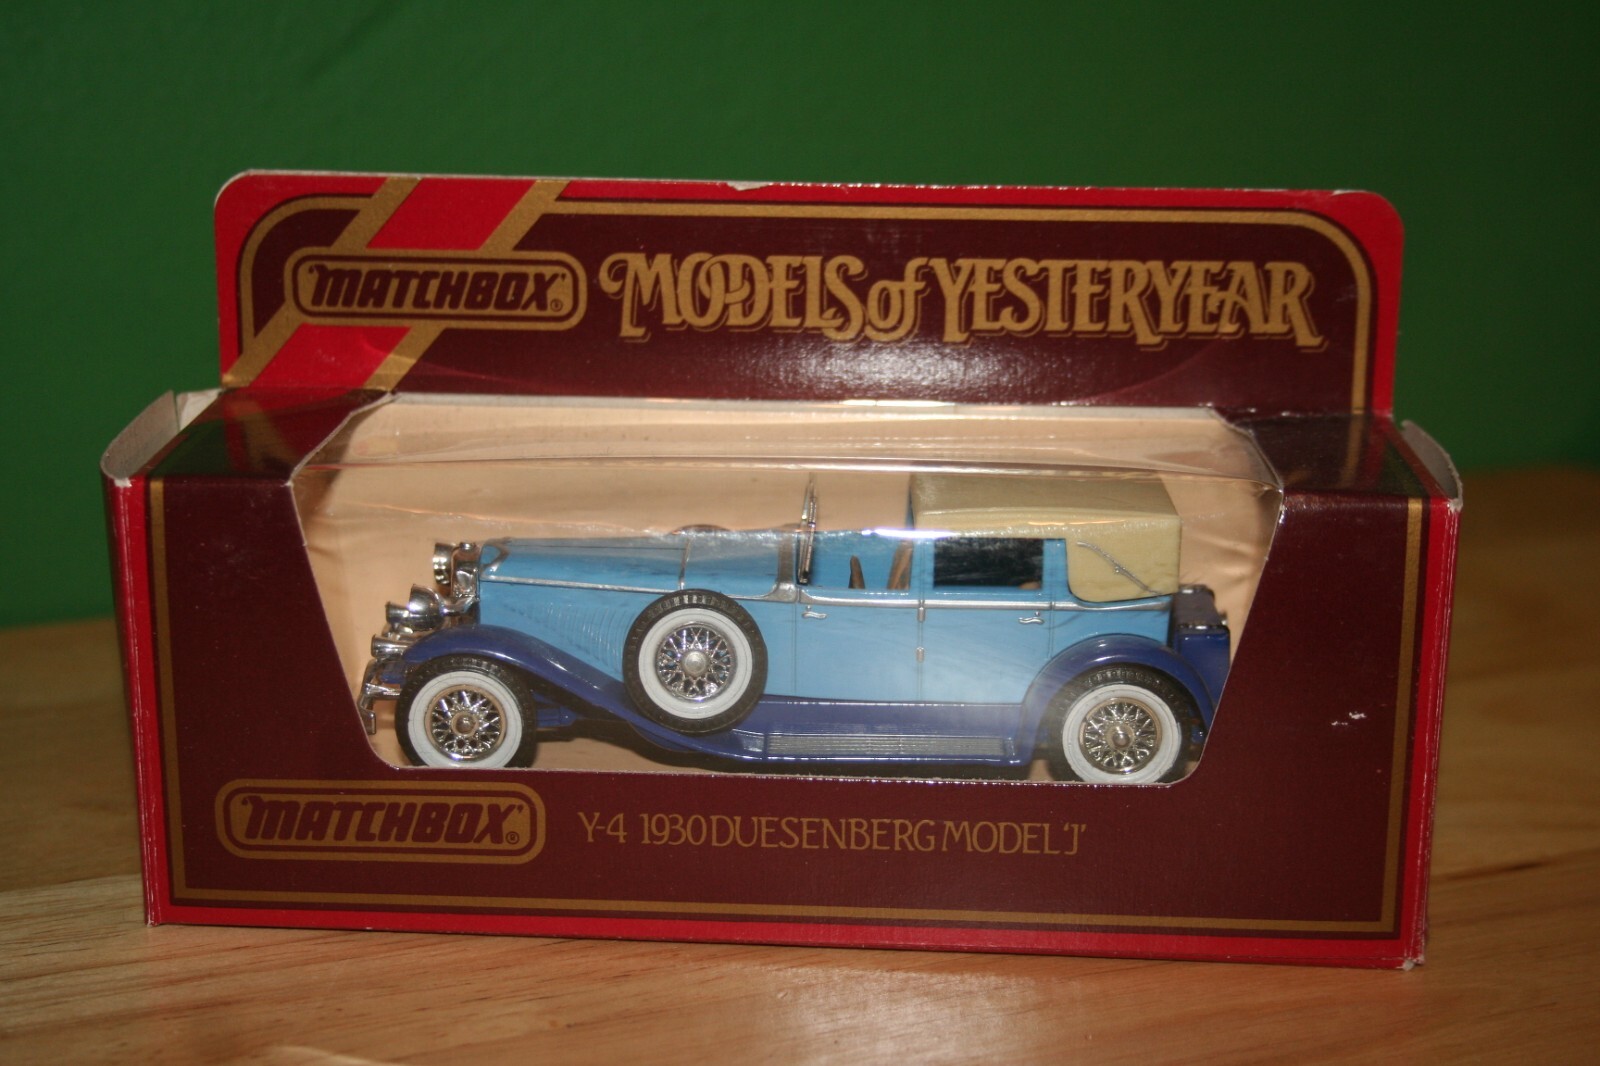 "MATCHBOX" ® MODELS of YESTERYEAR
"MATCHBOX" ® Y-4 1930 DUESENBERG MODEL 'J'